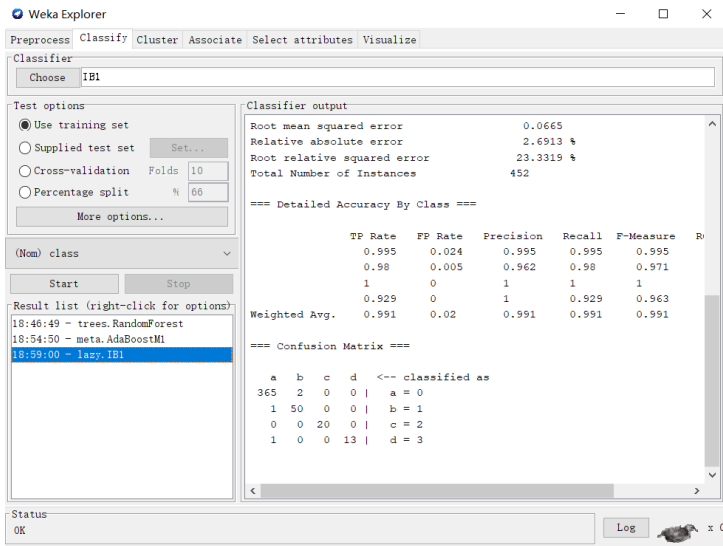 Weka Explorer
Preprocess Classify Cluster Associate Select attributes Visualize
Classifier
Choose IB1
Test options
Use training set
Supplied test set Set...
Cross-validation Folds 10
Percentage split % 66
More options...
(Nom) class
Start Stop
Result list (right-click for options)
18:46:49 - trees.RandomForest
18:54:50 - meta.AdaBoostM1
18:59:00 - lazy.IB1
Classifier output
Root mean squared error 0.0665
Relative absolute error 2.6913 %
Root relative squared error 23.3319 %
Total Number of Instances 452
=== Detailed Accuracy By Class ===
TP Rate FP Rate Precision Recall F-Measure R
0.995 0.024 0.995 0.995 0.995
0.98 0.005 0.962 0.98 0.971
1 0 1 1 1
0.929 0 1 0.929 0.963
Weighted Avg. 0.991 0.02 0.991 0.991 0.991
=== Confusion Matrix ===
a b c d <-- classified as
365 2 0 0 | a = 0
1 50 0 0 | b = 1
0 0 20 0 | c = 2
1 0 0 13 | d = 3
Status
OK
Log x 0